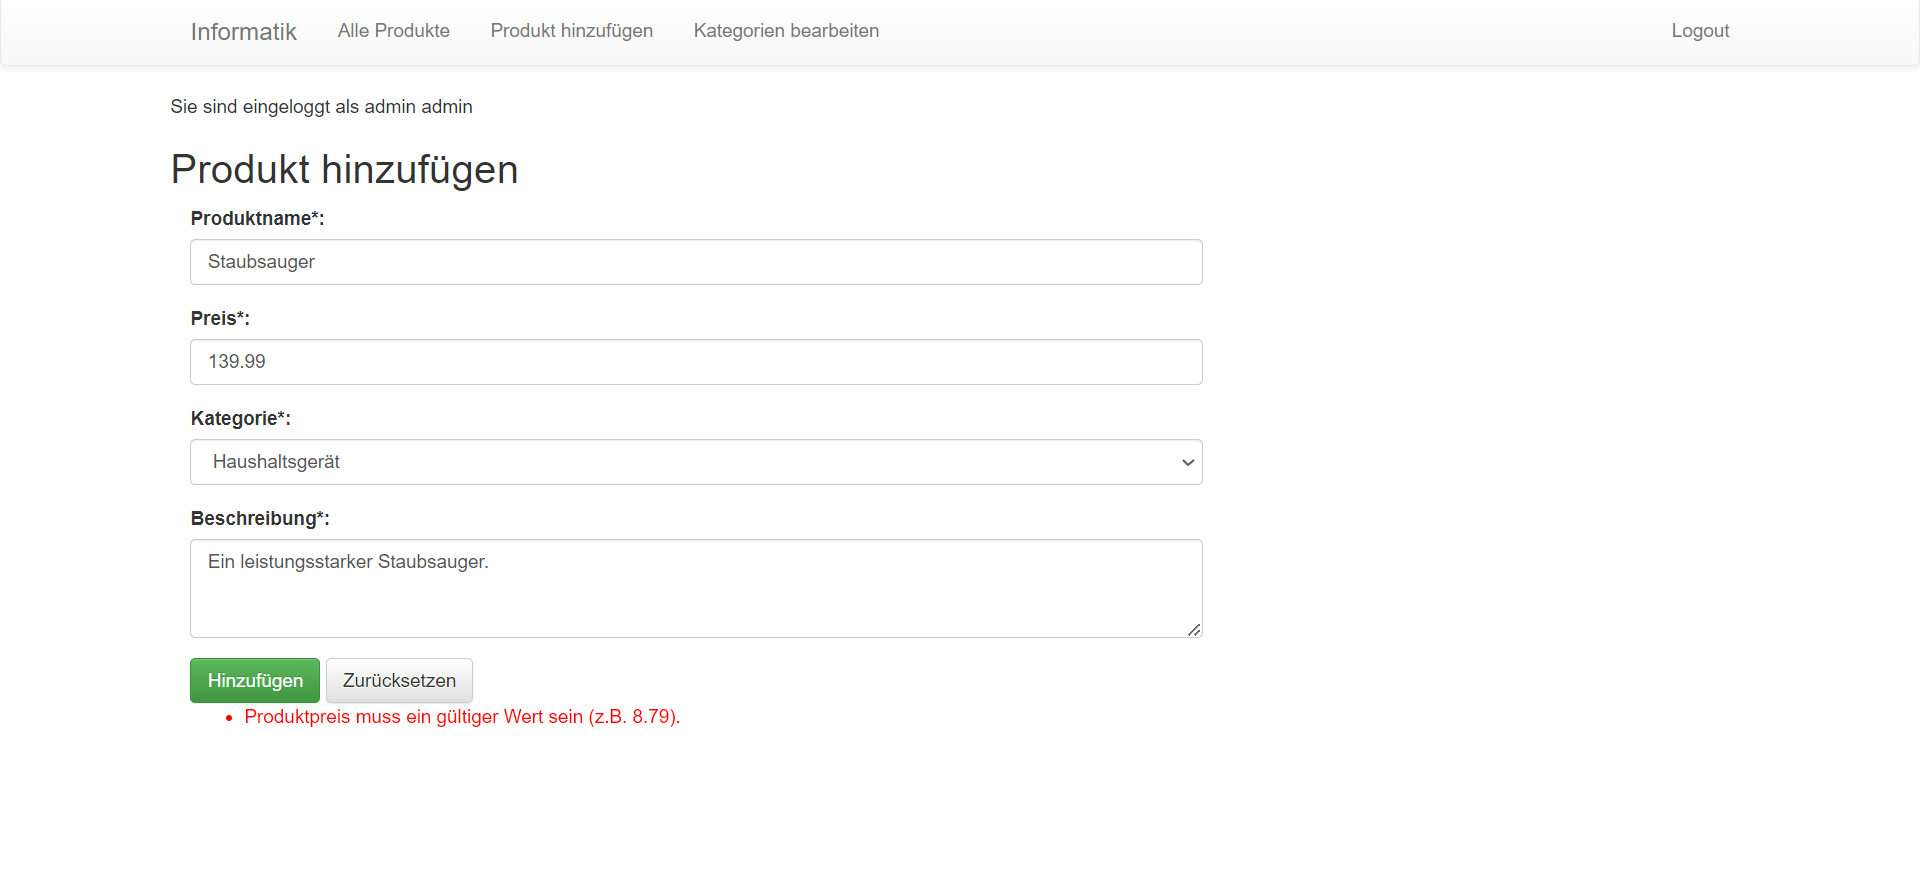 Informatik Alle Produkte Produkt hinzufügen Kategorien bearbeiten Logout
Sie sind eingeloggt als admin admin
Produkt hinzufügen
Produktname*:
Staubsauger
Preis*:
139.99
Kategorie*:
Haushaltsgerät
Beschreibung*:
Ein leistungsstarker Staubsauger.
Hinzufügen Zurücksetzen
• Produktpreis muss ein gültiger Wert sein (z.B. 8.79).